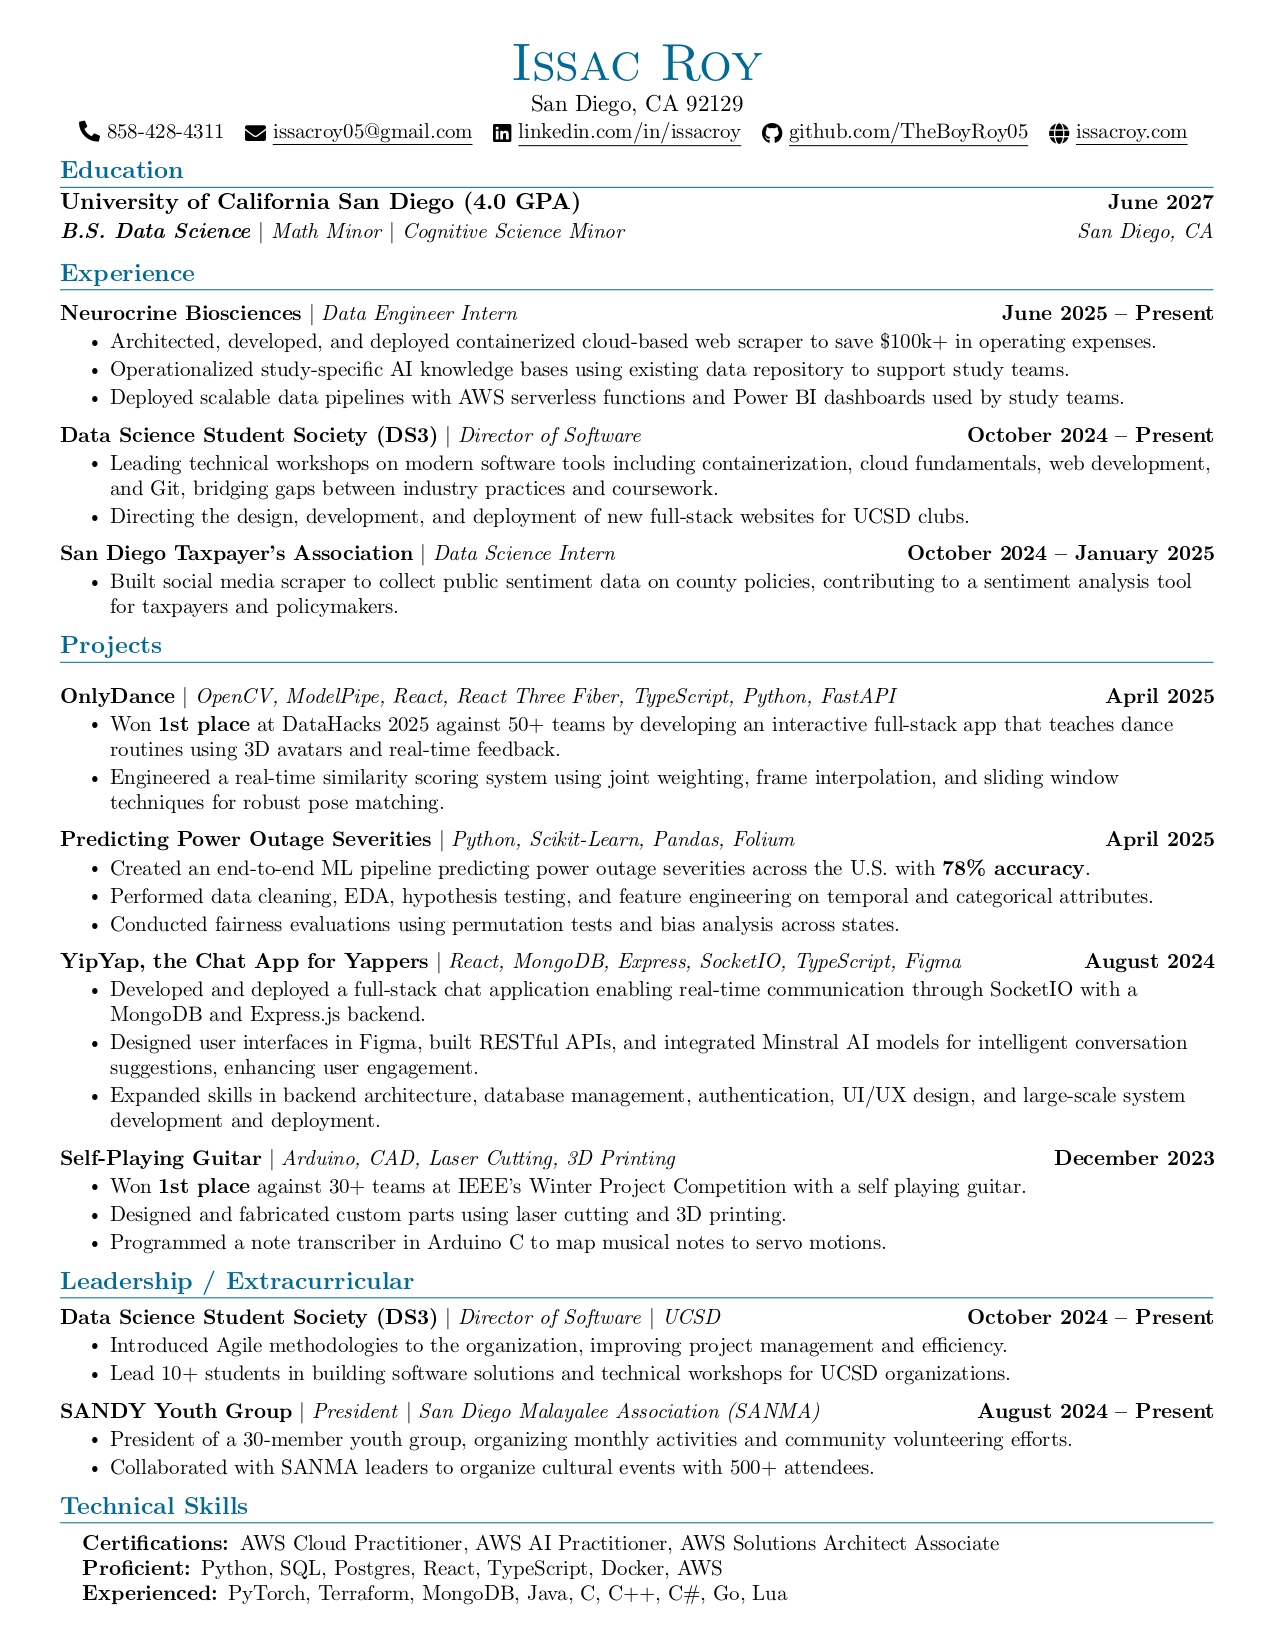 Issac Roy
San Diego, CA 92129
858-428-4311 issacroy05@gmail.com linkedin.com/in/issacroy github.com/TheBoyRoy05 issacroy.com
Education
University of California San Diego (4.0 GPA) June 2027
B.S. Data Science | Math Minor | Cognitive Science Minor San Diego, CA
Experience
Neurocrine Biosciences | Data Engineer Intern June 2025 – Present
• Architected, developed, and deployed containerized cloud-based web scraper to save $100k+ in operating expenses.
• Operationalized study-specific AI knowledge bases using existing data repository to support study teams.
• Deployed scalable data pipelines with AWS serverless functions and Power BI dashboards used by study teams.
Data Science Student Society (DS3) | Director of Software October 2024 – Present
• Leading technical workshops on modern software tools including containerization, cloud fundamentals, web development,
and Git, bridging gaps between industry practices and coursework.
• Directing the design, development, and deployment of new full-stack websites for UCSD clubs.
San Diego Taxpayer's Association | Data Science Intern October 2024 – January 2025
• Built social media scraper to collect public sentiment data on county policies, contributing to a sentiment analysis tool
for taxpayers and policymakers.
Projects
OnlyDance | OpenCV, ModelPipe, React, React Three Fiber, TypeScript, Python, FastAPI April 2025
• Won 1st place at DataHacks 2025 against 50+ teams by developing an interactive full-stack app that teaches dance
routines using 3D avatars and real-time feedback.
• Engineered a real-time similarity scoring system using joint weighting, frame interpolation, and sliding window
techniques for robust pose matching.
Predicting Power Outage Severities | Python, Scikit-Learn, Pandas, Folium April 2025
• Created an end-to-end ML pipeline predicting power outage severities across the U.S. with 78% accuracy.
• Performed data cleaning, EDA, hypothesis testing, and feature engineering on temporal and categorical attributes.
• Conducted fairness evaluations using permutation tests and bias analysis across states.
YipYap, the Chat App for Yappers | React, MongoDB, Express, SocketIO, TypeScript, Figma August 2024
• Developed and deployed a full-stack chat application enabling real-time communication through SocketIO with a
MongoDB and Express.js backend.
• Designed user interfaces in Figma, built RESTful APIs, and integrated Minstral AI models for intelligent conversation
suggestions, enhancing user engagement.
• Expanded skills in backend architecture, database management, authentication, UI/UX design, and large-scale system
development and deployment.
Self-Playing Guitar | Arduino, CAD, Laser Cutting, 3D Printing December 2023
• Won 1st place against 30+ teams at IEEE's Winter Project Competition with a self playing guitar.
• Designed and fabricated custom parts using laser cutting and 3D printing.
• Programmed a note transcriber in Arduino C to map musical notes to servo motions.
Leadership / Extracurricular
Data Science Student Society (DS3) | Director of Software | UCSD October 2024 – Present
• Introduced Agile methodologies to the organization, improving project management and efficiency.
• Lead 10+ students in building software solutions and technical workshops for UCSD organizations.
SANDY Youth Group | President | San Diego Malayalee Association (SANMA) August 2024 – Present
• President of a 30-member youth group, organizing monthly activities and community volunteering efforts.
• Collaborated with SANMA leaders to organize cultural events with 500+ attendees.
Technical Skills
Certifications: AWS Cloud Practitioner, AWS AI Practitioner, AWS Solutions Architect Associate
Proficient: Python, SQL, Postgres, React, TypeScript, Docker, AWS
Experienced: PyTorch, Terraform, MongoDB, Java, C, C++, C#, Go, Lua